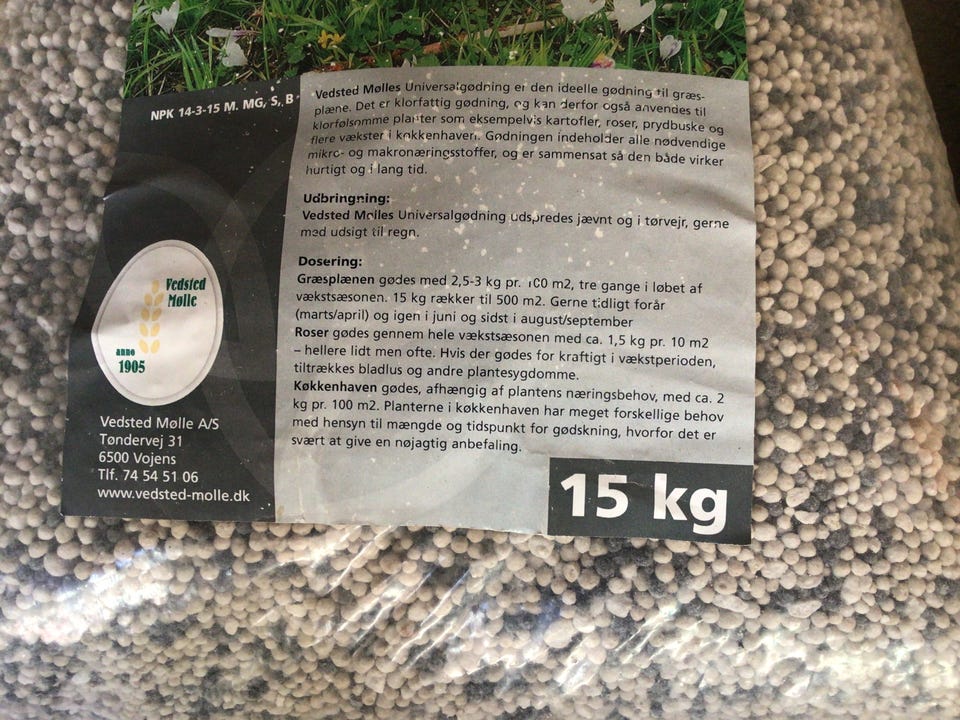 NPK 14-3-15 M. MG, S, B
Vedsted Mølles Universalgødning er den ideelle gødning til græs-
plæne. Det er klorfattig gødning, og kan derfor også anvendes til
klorfølsomme planter som eksempelvis kartofler, roser, prydbuske og
flere vækster i køkkenhaven. Gødningen indeholder alle nødvendige
mikro- og makronæringsstoffer, og er sammensat så den både virker
hurtigt og i lang tid.
Udbringning:
Vedsted Mølles Universalgødning udspredes jævnt og i tørvejr, gerne
med udsigt til regn.
Dosering:
Græsplænen gødes med 2,5-3 kg pr. 100 m2, tre gange i løbet af
vækstsæsonen. 15 kg rækker til 500 m2. Gerne tidligt forår
(marts/april) og igen i juni og sidst i august/september
Roser gødes gennem hele vækstsæsonen med ca. 1,5 kg pr. 10 m2
– hellere lidt men ofte. Hvis der gødes for kraftigt i vækstperioden,
tiltrækkes bladlus og andre plantesygdomme.
Køkkenhaven gødes, afhængig af plantens næringsbehov, med ca. 2
kg pr. 100 m2. Planterne i køkkenhaven har meget forskellige behov
med hensyn til mængde og tidspunkt for gødskning, hvorfor det er
svært at give en nøjagtig anbefaling.
15 kg
Vedsted
Mølle
anno
1905
Vedsted Mølle A/S
Tøndervej 31
6500 Vojens
Tlf. 74 54 51 06
www.vedsted-molle.dk